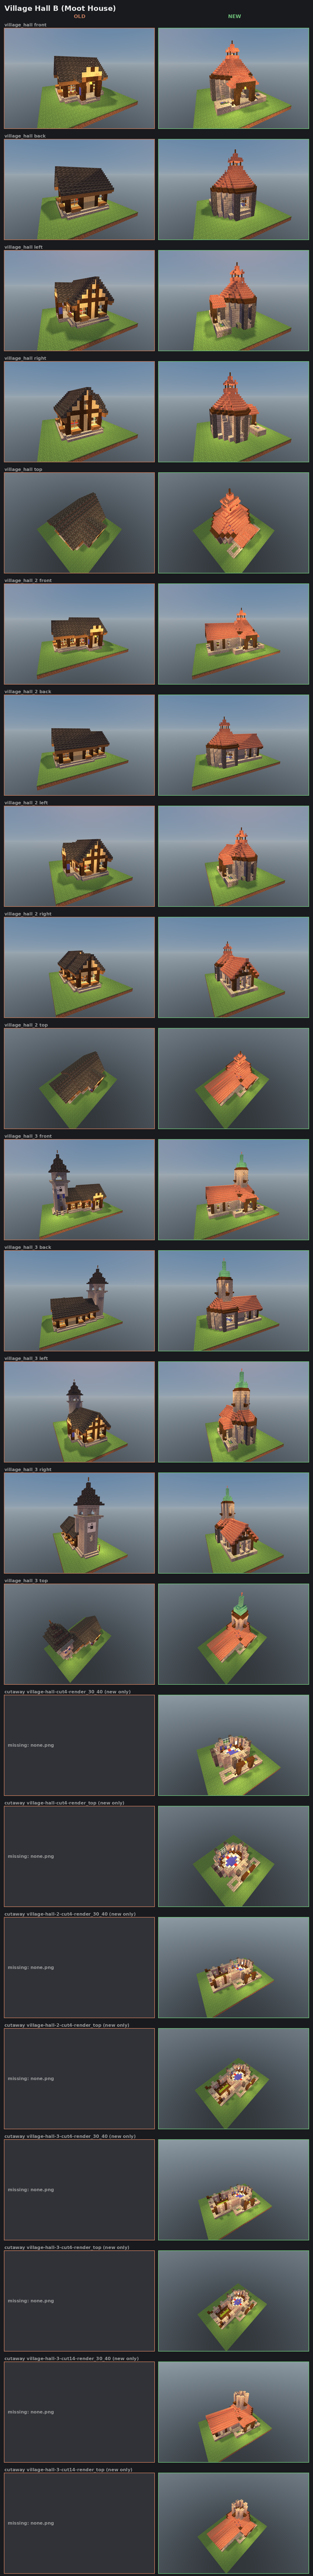 Village Hall B (Moot House)
OLD NEW
village_hall front
village_hall back
village_hall left
village_hall right
village_hall top
village_hall_2 front
village_hall_2 back
village_hall_2 left
village_hall_2 right
village_hall_2 top
village_hall_3 front
village_hall_3 back
village_hall_3 left
village_hall_3 right
village_hall_3 top
cutaway village-hall-cut4-render_30_40 (new only)
missing: none.png
cutaway village-hall-cut4-render_top (new only)
missing: none.png
cutaway village-hall-2-cut4-render_30_40 (new only)
missing: none.png
cutaway village-hall-2-cut4-render_top (new only)
missing: none.png
cutaway village-hall-3-cut4-render_30_40 (new only)
missing: none.png
cutaway village-hall-3-cut4-render_top (new only)
missing: none.png
cutaway village-hall-3-cut14-render_30_40 (new only)
missing: none.png
cutaway village-hall-3-cut14-render_top (new only)
missing: none.png